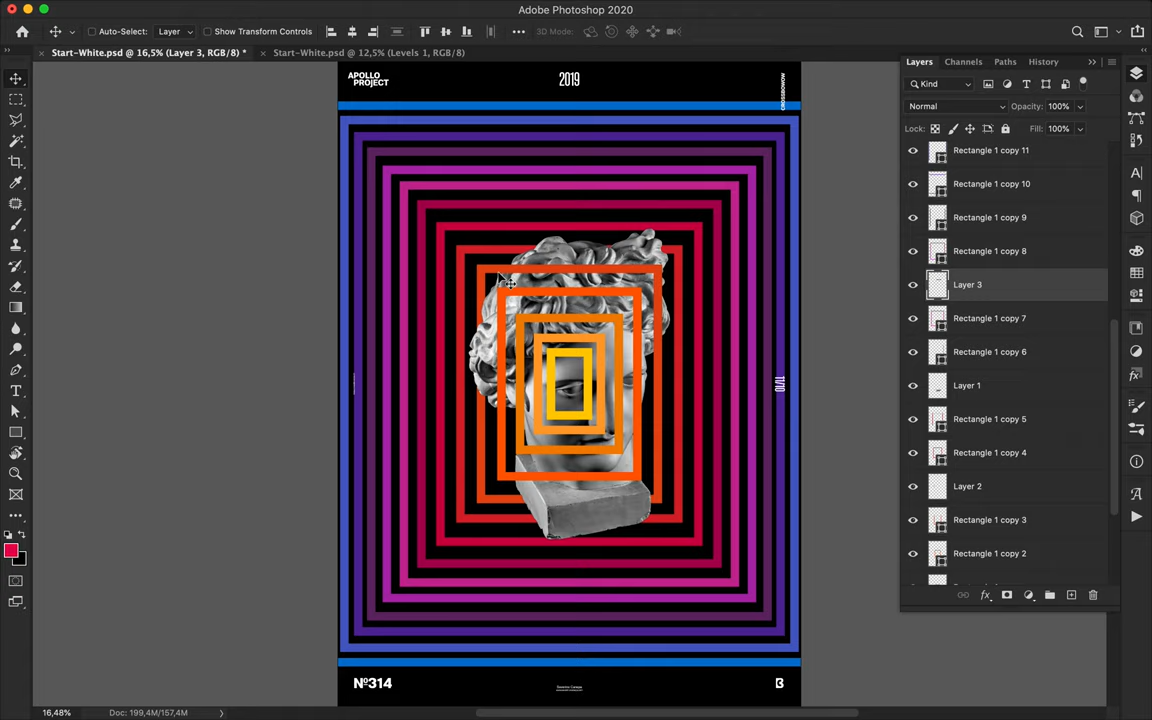 Adobe Photoshop 2020
Auto-Select: Layer Show Transform Controls 3D Mode:
Start-White.psd @ 16,5% (Layer 3, RGB/8) * Start-White.psd @ 12,5% (Levels 1, RGB/8)
Layers Channels Paths History
Kind
Normal Opacity: 100%
Lock: Fill: 100%
Rectangle 1 copy 11
Rectangle 1 copy 10
Rectangle 1 copy 9
Rectangle 1 copy 8
Layer 3
Rectangle 1 copy 7
Rectangle 1 copy 6
Layer 1
Rectangle 1 copy 5
Rectangle 1 copy 4
Layer 2
Rectangle 1 copy 3
Rectangle 1 copy 2
APOLLO
PROJECT
2019
CROSSBOWOW
11/10
Nº314
16,48% Doc: 199,4M/157,4M